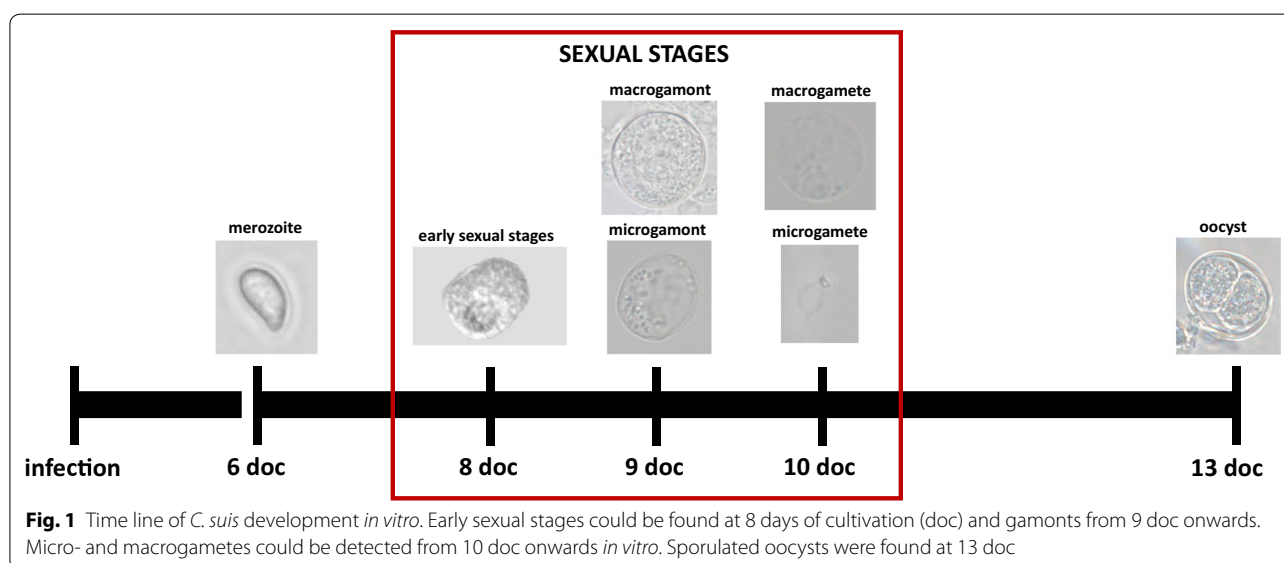 SEXUAL STAGES
macrogamont macrogamete
merozoite early sexual stages microgamont microgamete oocyst
infection 6 doc 8 doc 9 doc 10 doc 13 doc
Fig. 1 Time line of C. suis development in vitro. Early sexual stages could be found at 8 days of cultivation (doc) and gamonts from 9 doc onwards.
Micro- and macrogametes could be detected from 10 doc onwards in vitro. Sporulated oocysts were found at 13 doc